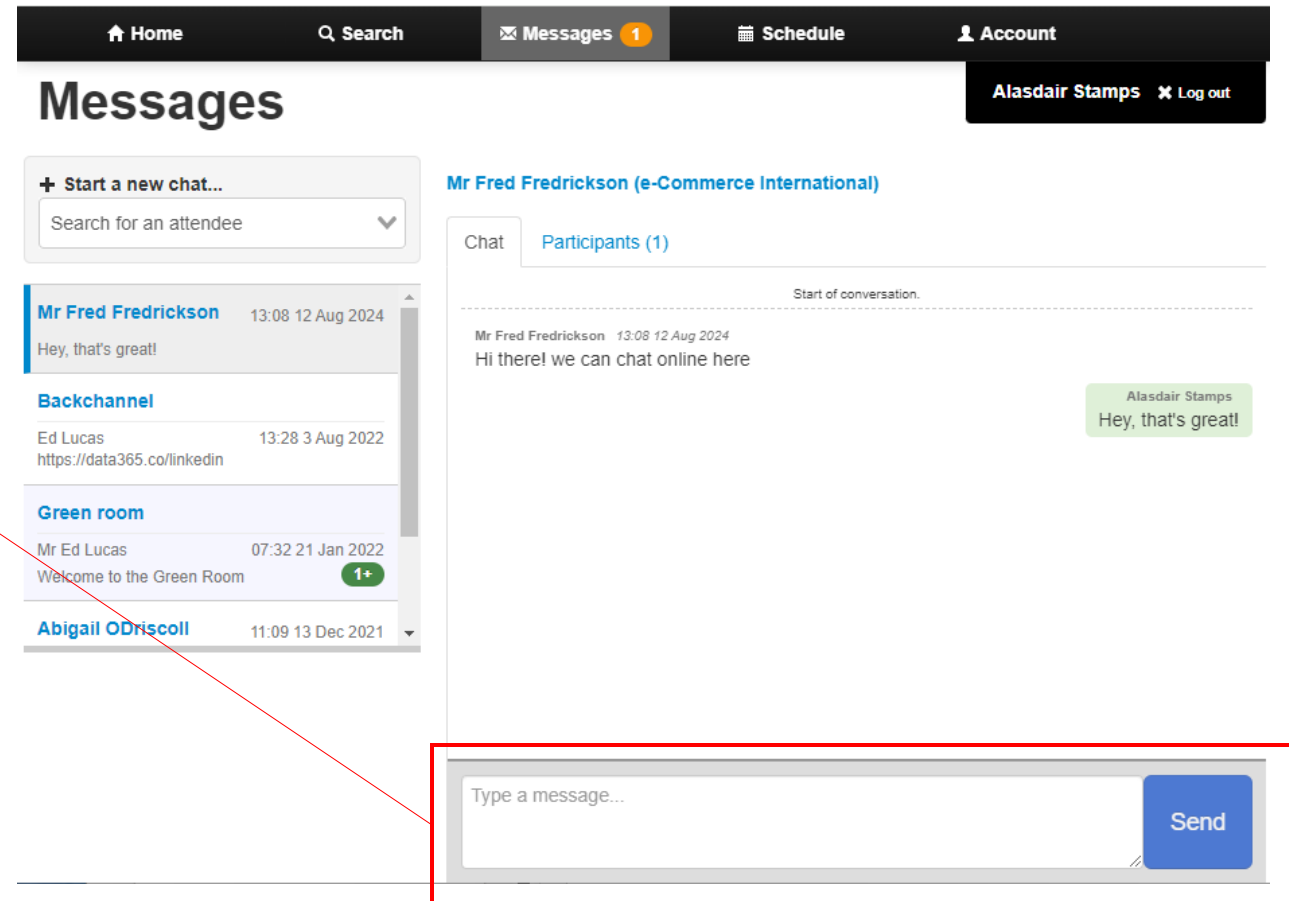 Home Search Messages 1 Schedule Account
Messages
Alasdair Stamps Log out
Start a new chat...
Search for an attendee
Mr Fred Fredrickson 13:08 12 Aug 2024
Hey, that's great!
Backchannel
Ed Lucas 13:28 3 Aug 2022
https://data365.co/linkedin
Green room
Mr Ed Lucas 07:32 21 Jan 2022
Welcome to the Green Room 1+
Abigail ODriscoll 11:09 13 Dec 2021
Mr Fred Fredrickson (e-Commerce International)
Chat Participants (1)
Start of conversation.
Mr Fred Fredrickson 13:08 12 Aug 2024
Hi there! we can chat online here
Alasdair Stamps
Hey, that's great!
Type a message...
Send